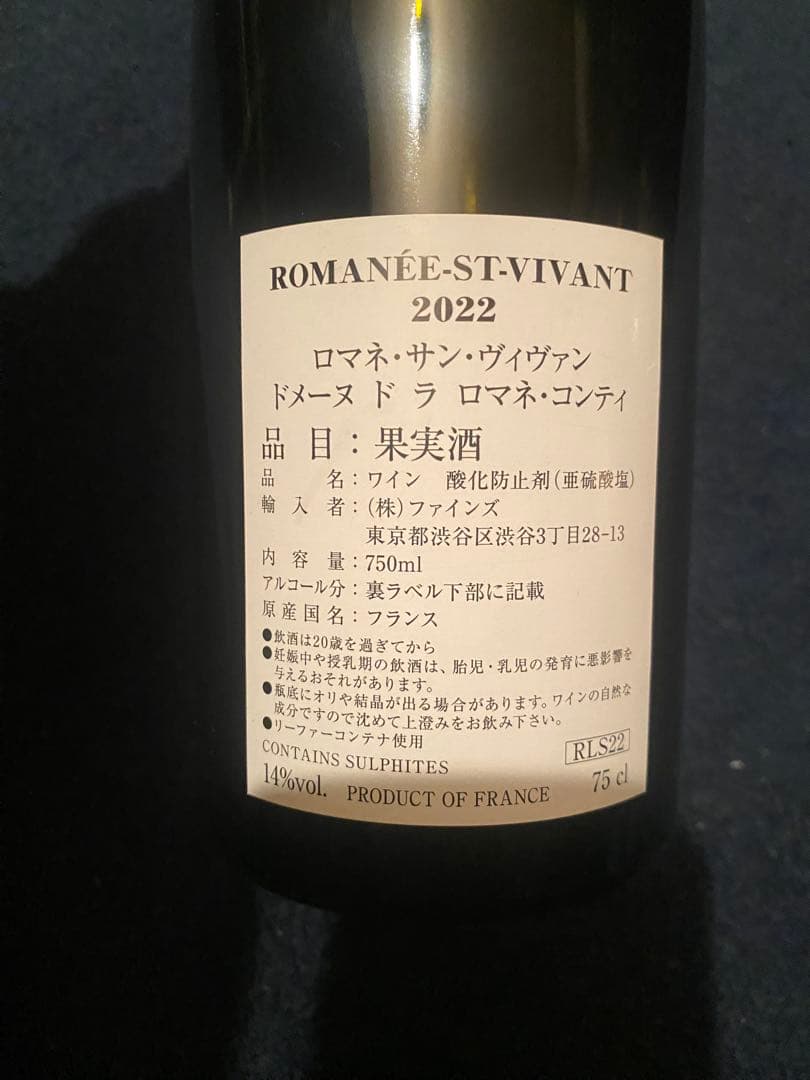 ROMANÉE-ST-VIVANT
2022
ロマネ・サン・ヴィヴァン
ドメーヌ ド ラ ロマネ・コンティ
品目：果実酒
品名：ワイン 酸化防止剤(亜硫酸塩)
輸入者：(株)ファインズ
東京都渋谷区渋谷3丁目28-13
内容量：750ml
アルコール分：裏ラベル下部に記載
原産国名：フランス
●飲酒は20歳を過ぎてから
●妊娠中や授乳期の飲酒は、胎児・乳児の発育に悪影響を
与えるおそれがあります。
●瓶底にオリや結晶が出る場合があります。ワインの自然な
成分ですので沈めて上澄みをお飲み下さい。
●リーファーコンテナ使用
CONTAINS SULPHITES RLS22
14%vol. PRODUCT OF FRANCE 75 cl